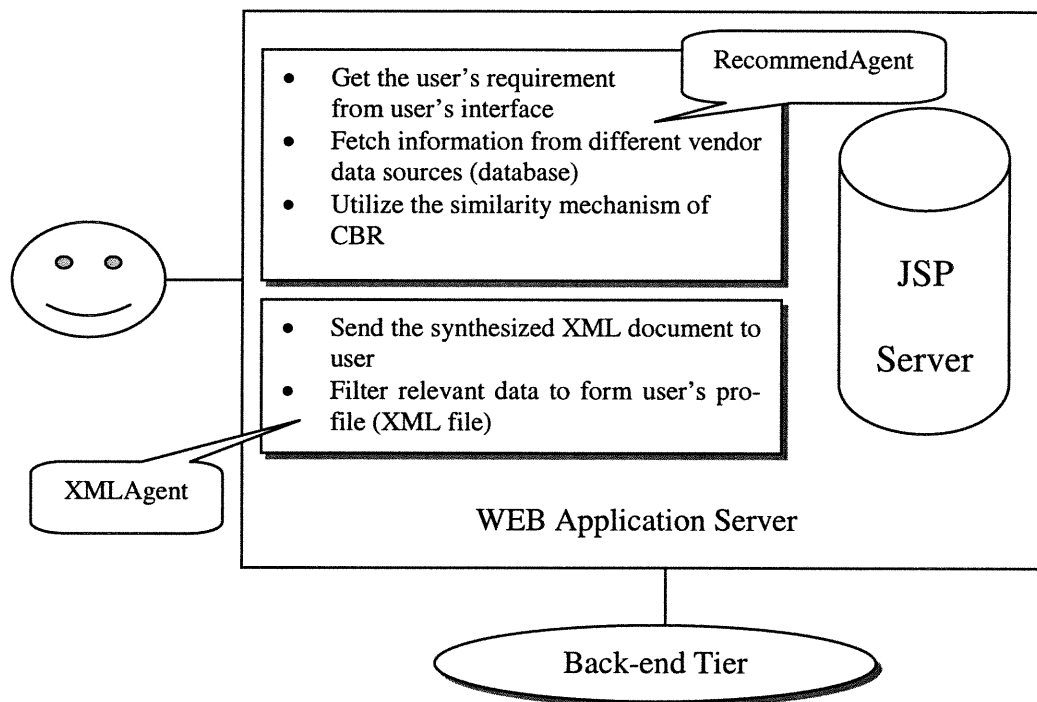 RecommendAgent
• Get the user's requirement
from user's interface
• Fetch information from different vendor
data sources (database)
• Utilize the similarity mechanism of
CBR
JSP
Server
• Send the synthesized XML document to
user
• Filter relevant data to form user's pro-
file (XML file)
XMLAgent
WEB Application Server
Back-end Tier